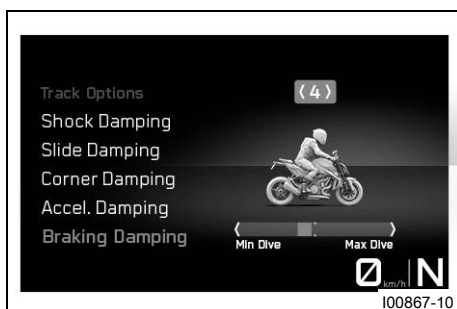 Track Options
⟨4⟩
Shock Damping
Slide Damping
Corner Damping
Accel. Damping
Braking Damping
Min Dive Max Dive
0 km/h N
I00867-10